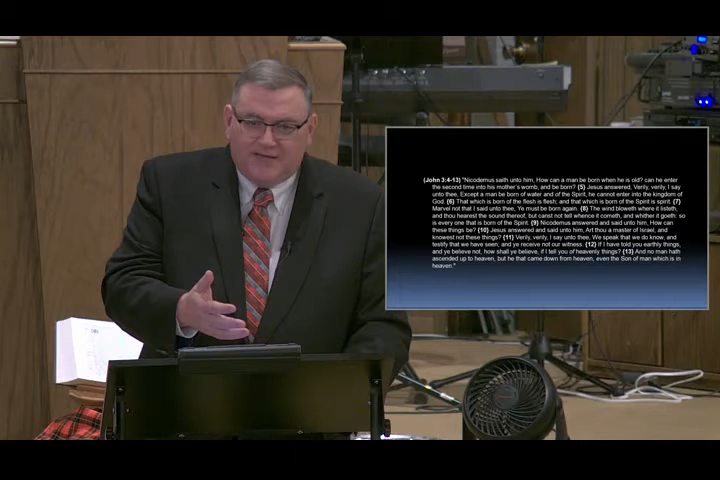 (John 3:4-13) "Nicodemus saith unto him, How can a man be born when he is old? can he enter
the second time into his mother's womb, and be born? (5) Jesus answered, Verily, verily, I say
unto thee, Except a man be born of water and of the Spirit, he cannot enter into the kingdom of
God. (6) That which is born of the flesh is flesh; and that which is born of the Spirit is spirit. (7)
Marvel not that I said unto thee, Ye must be born again. (8) The wind bloweth where it listeth,
and thou hearest the sound thereof, but canst not tell whence it cometh, and whither it goeth: so
is every one that is born of the Spirit. (9) Nicodemus answered and said unto him, How can
these things be? (10) Jesus answered and said unto him, Art thou a master of Israel, and
knowest not these things? (11) Verily, verily, I say unto thee, We speak that we do know, and
testify that we have seen; and ye receive not our witness. (12) If I have told you earthly things,
and ye believe not, how shall ye believe, if I tell you of heavenly things? (13) And no man hath
ascended up to heaven, but he that came down from heaven, even the Son of man which is in
heaven."